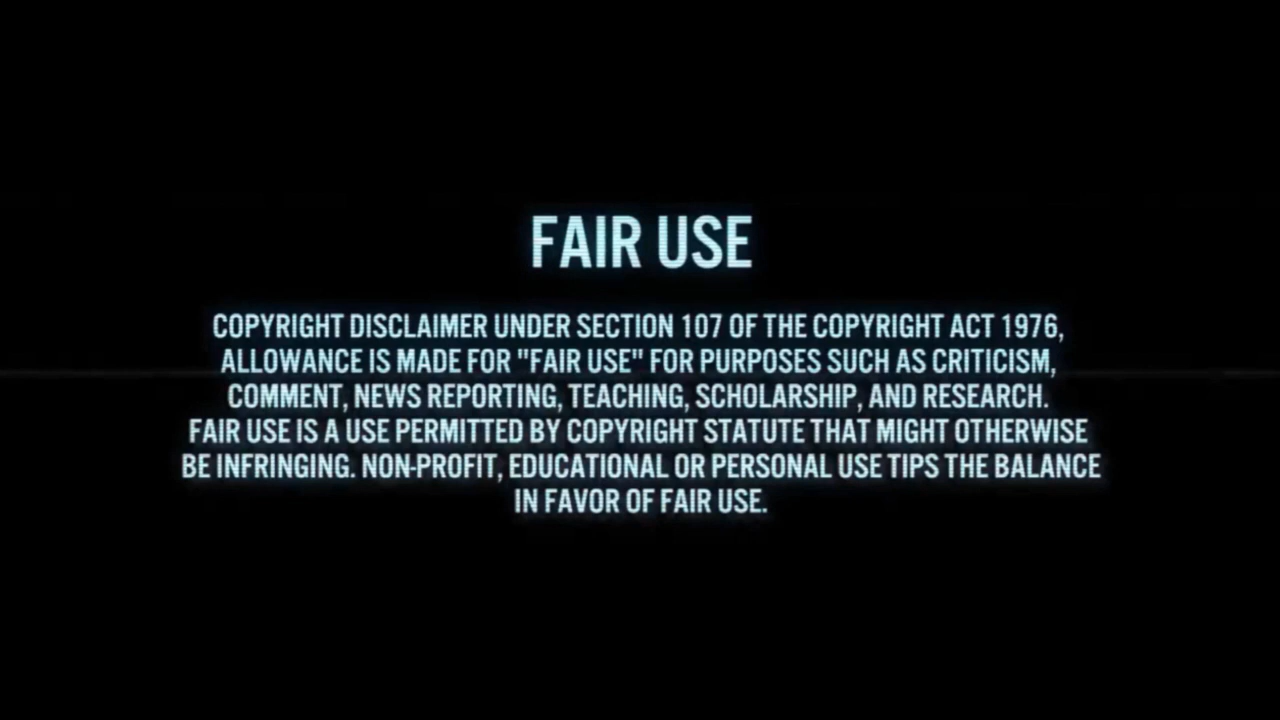 FAIR USE
COPYRIGHT DISCLAIMER UNDER SECTION 107 OF THE COPYRIGHT ACT 1976,
ALLOWANCE IS MADE FOR "FAIR USE" FOR PURPOSES SUCH AS CRITICISM,
COMMENT, NEWS REPORTING, TEACHING, SCHOLARSHIP, AND RESEARCH.
FAIR USE IS A USE PERMITTED BY COPYRIGHT STATUTE THAT MIGHT OTHERWISE
BE INFRINGING. NON-PROFIT, EDUCATIONAL OR PERSONAL USE TIPS THE BALANCE
IN FAVOR OF FAIR USE.